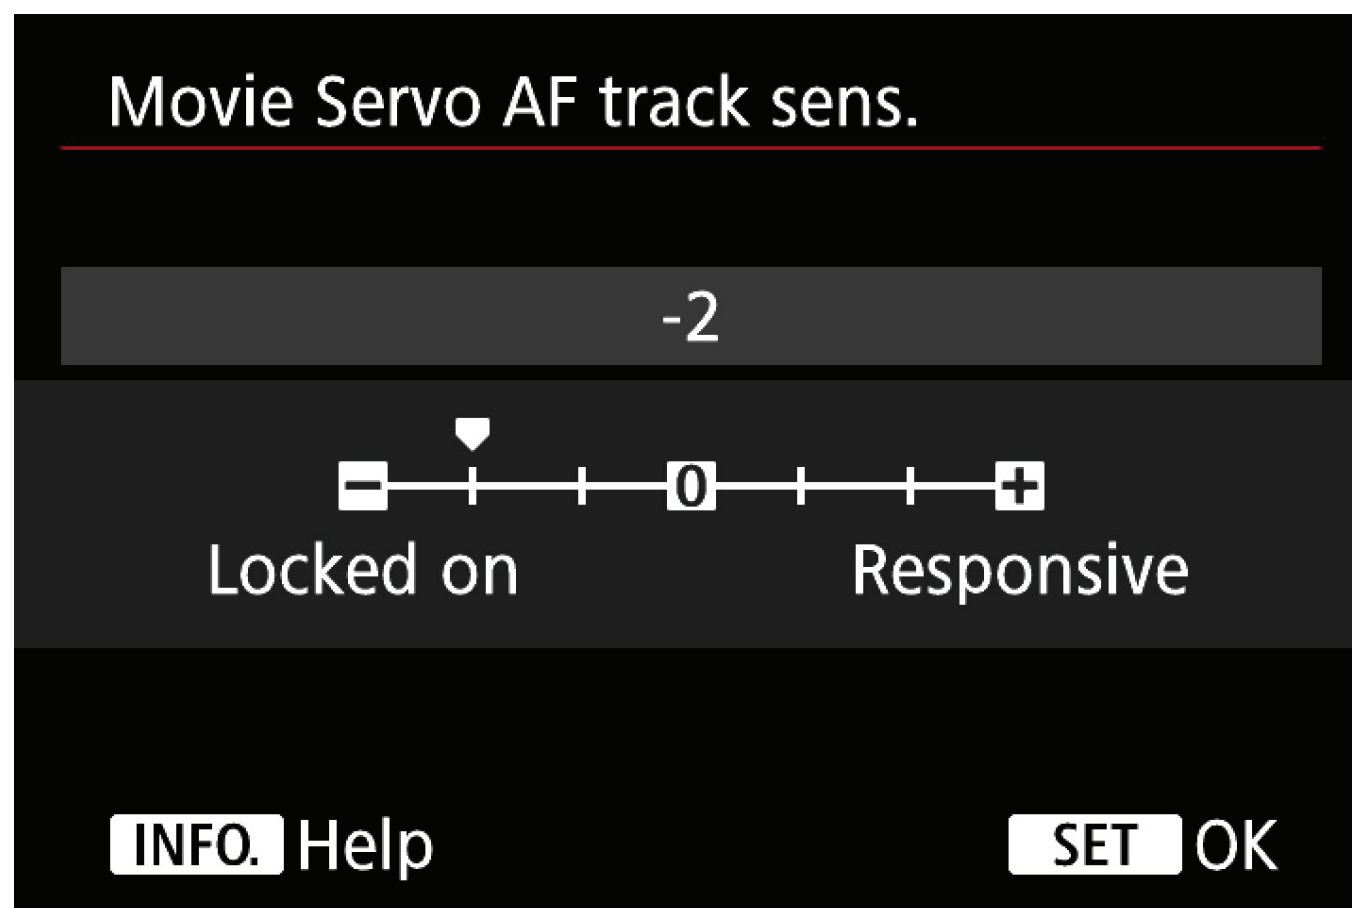 Movie Servo AF track sens.
-2
− 0 +
Locked on Responsive
INFO. Help SET OK